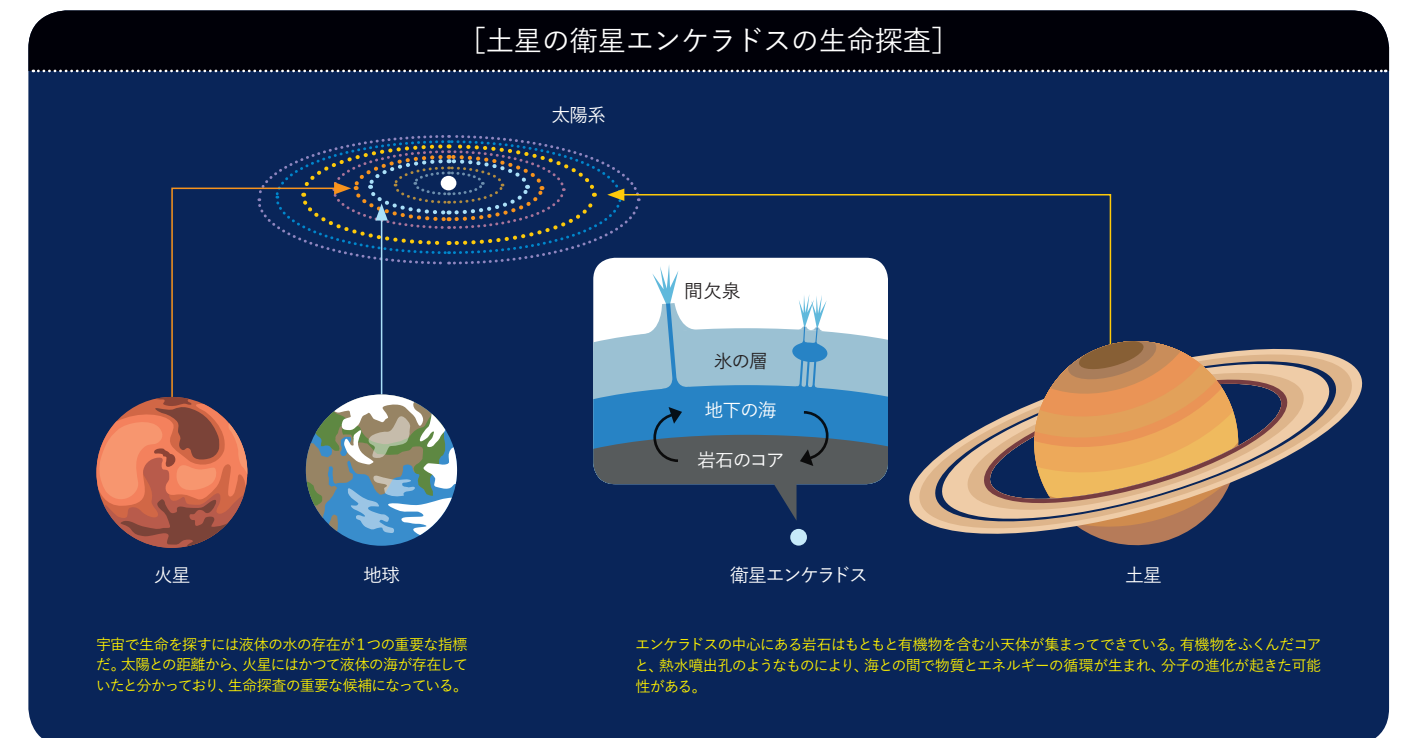 [土星の衛星エンケラドスの生命探査]
太陽系
間欠泉
氷の層
地下の海
岩石のコア
火星
地球
衛星エンケラドス
土星
宇宙で生命を探すには液体の水の存在が1つの重要な指標
だ。太陽との距離から、火星にはかつて液体の海が存在して
いたと分かっており、生命探査の重要な候補になっている。
エンケラドスの中心にある岩石はもともと有機物を含む小天体が集まってできている。有機物をふくんだコア
と、熱水噴出孔のようなものにより、海との間で物質とエネルギーの循環が生まれ、分子の進化が起きた可能
性がある。